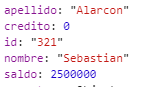 apellido: "Alarcon"
credito: 0
id: "321"
nombre: "Sebastian"
saldo: 2500000